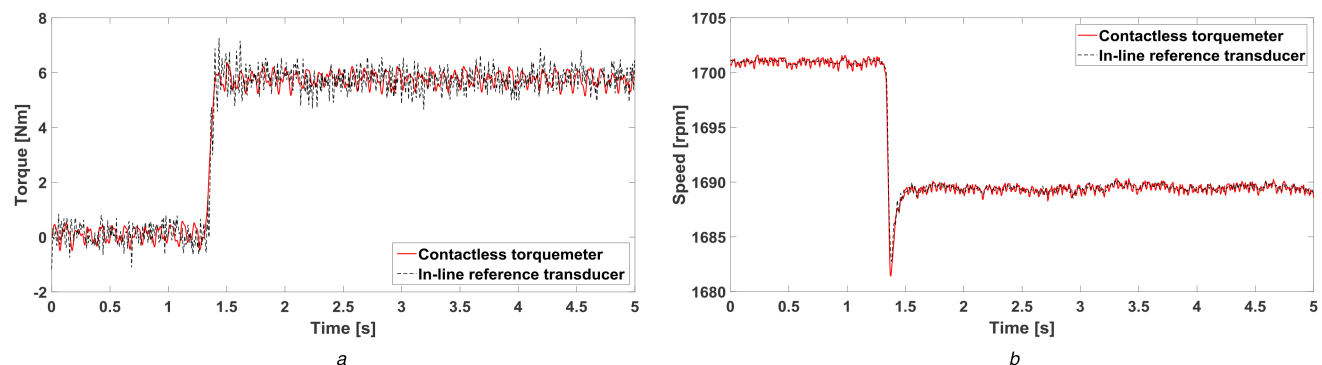 8
6
4
2
0
-2
Torque [Nm]
0 0.5 1 1.5 2 2.5 3 3.5 4 4.5 5
Time [s]
Contactless torquemeter
In-line reference transducer
a
1705
1700
1695
1690
1685
1680
Speed [rpm]
0 0.5 1 1.5 2 2.5 3 3.5 4 4.5 5
Time [s]
Contactless torquemeter
In-line reference transducer
b